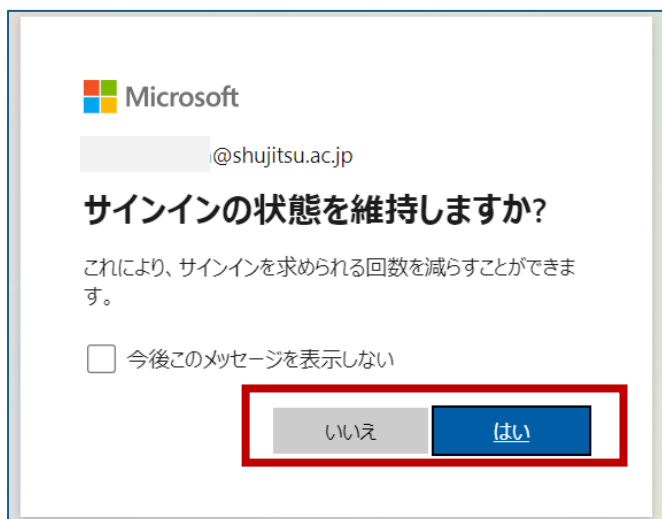 Microsoft
@shujitsu.ac.jp
サインインの状態を維持しますか?
これにより、サインインを求められる回数を減らすことができま
す。
今後このメッセージを表示しない
いいえ はい